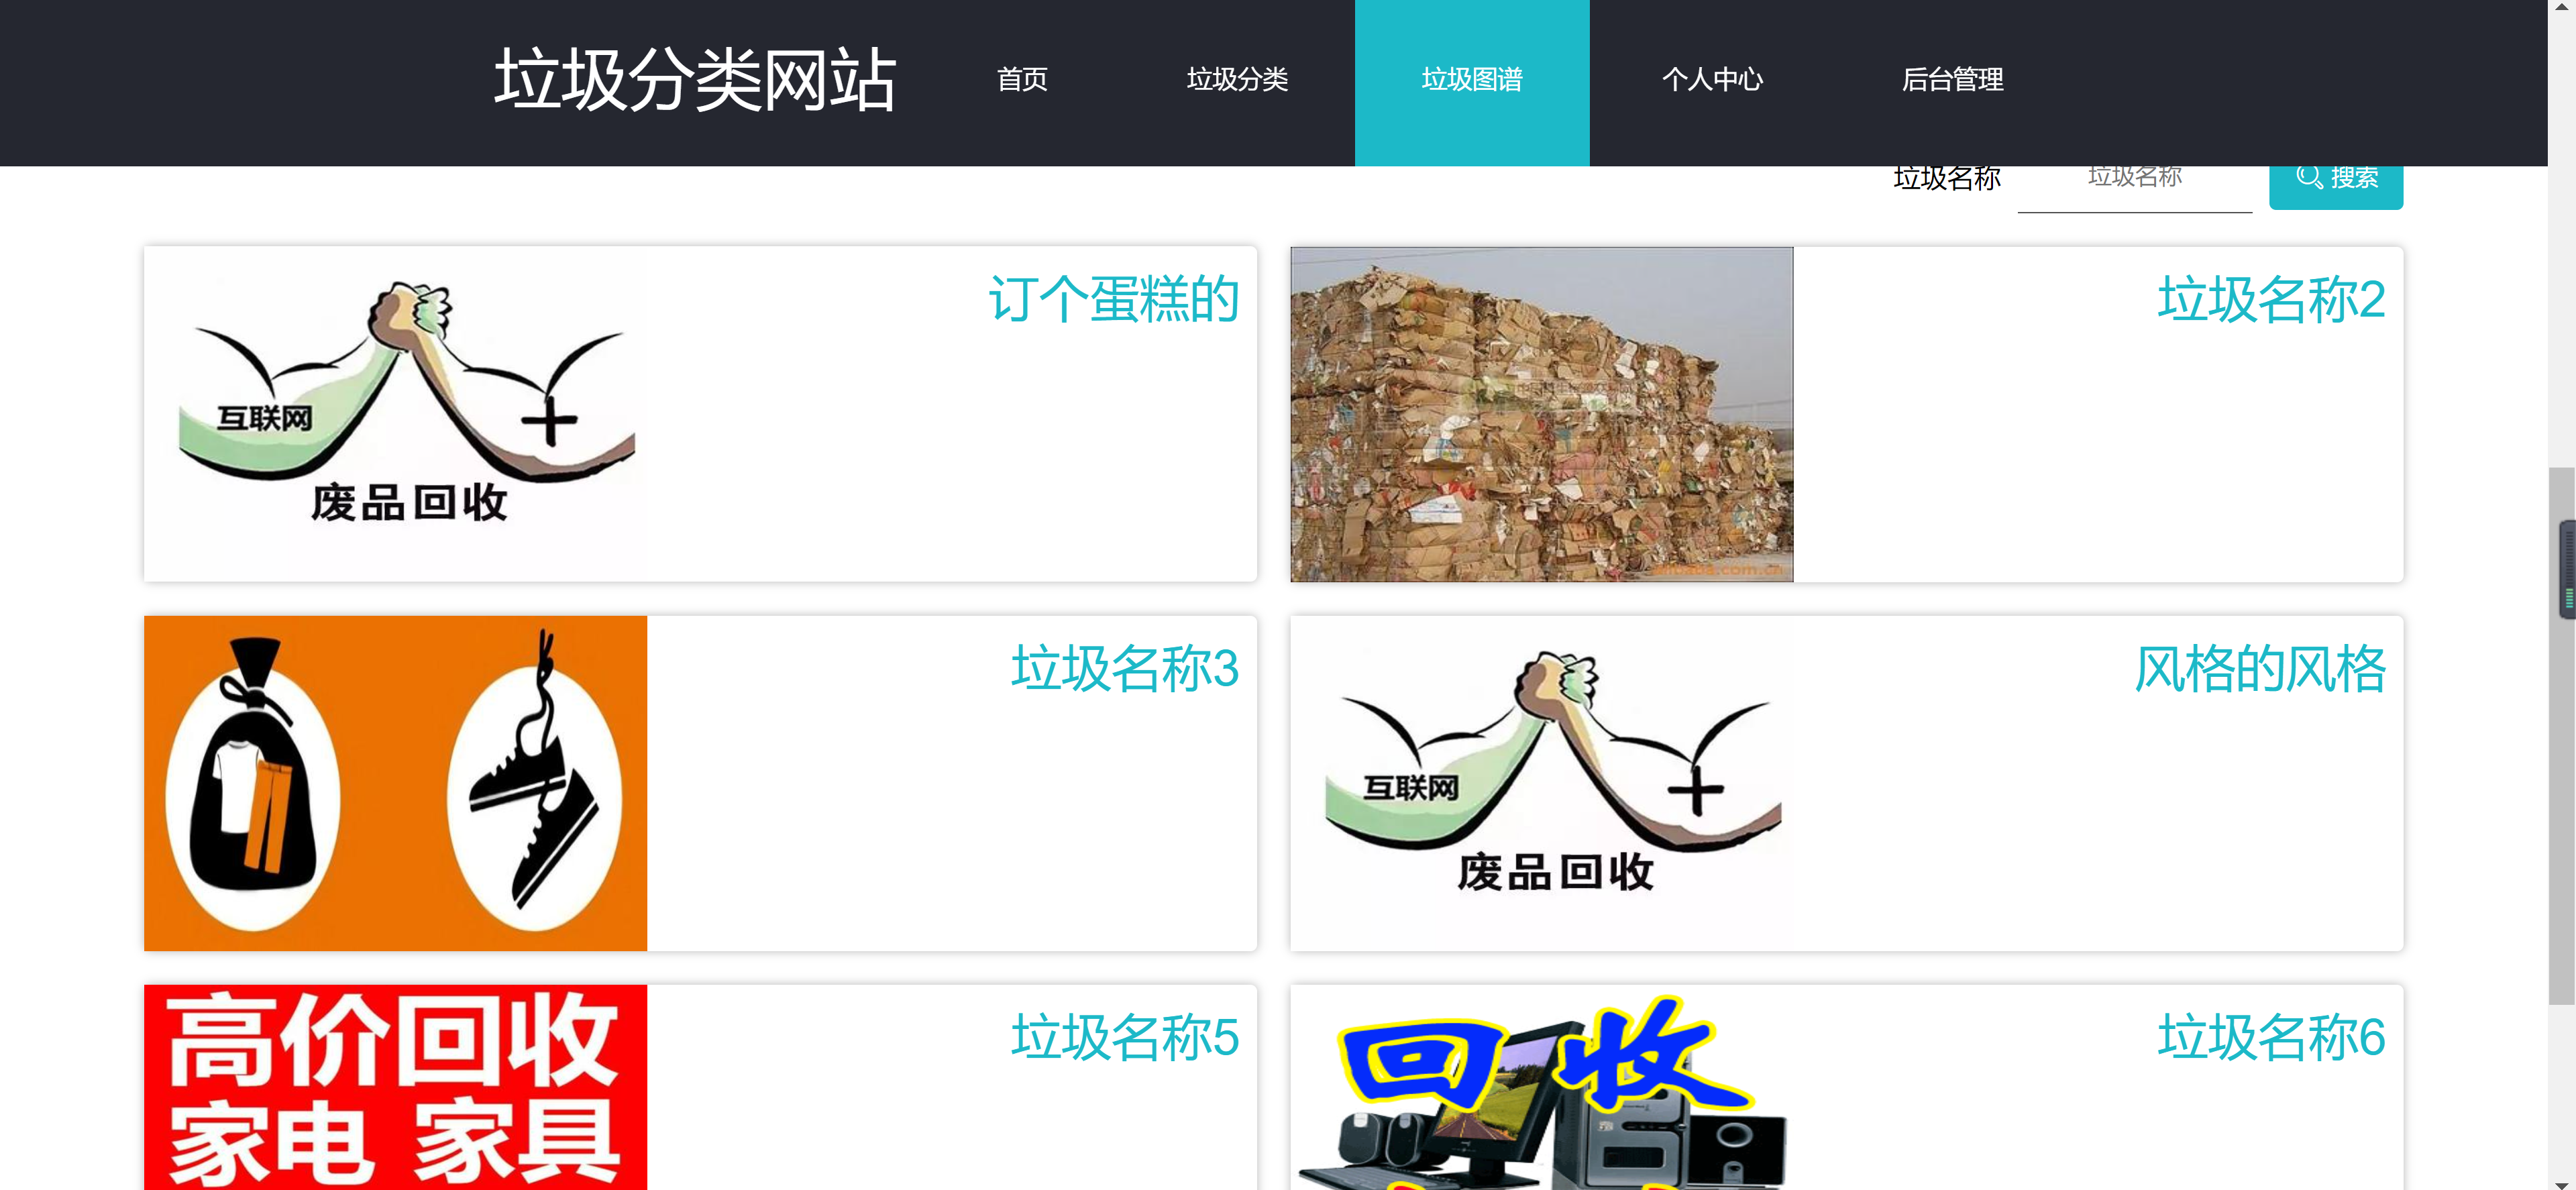 垃圾分类网站 首页 垃圾分类 垃圾图谱 个人中心 后台管理
垃圾名称 垃圾名称 搜索
订个蛋糕的
互联网 +
废品回收
垃圾名称2
垃圾名称3
风格的风格
互联网 +
废品回收
垃圾名称5
高价回收
家电 家具
垃圾名称6
回收